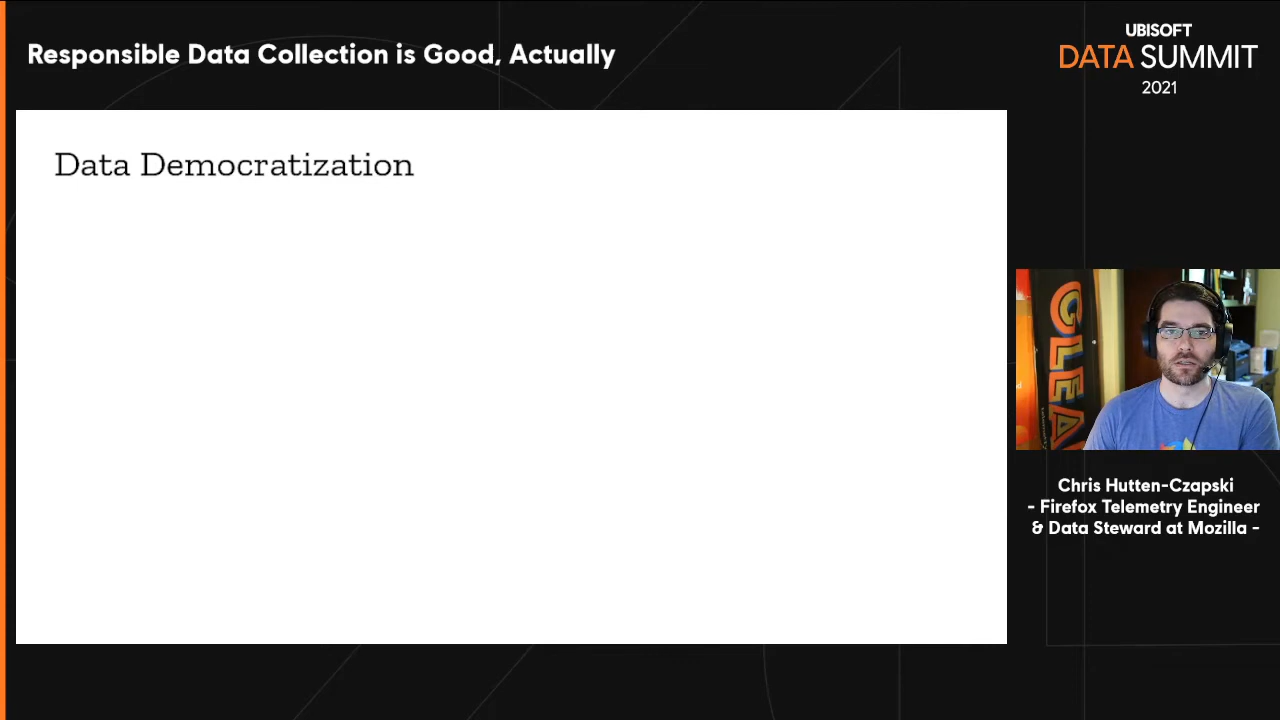 Responsible Data Collection is Good, Actually
UBISOFT
DATA SUMMIT
2021
Data Democratization
GLEA
Chris Hutten-Czapski
- Firefox Telemetry Engineer
& Data Steward at Mozilla -